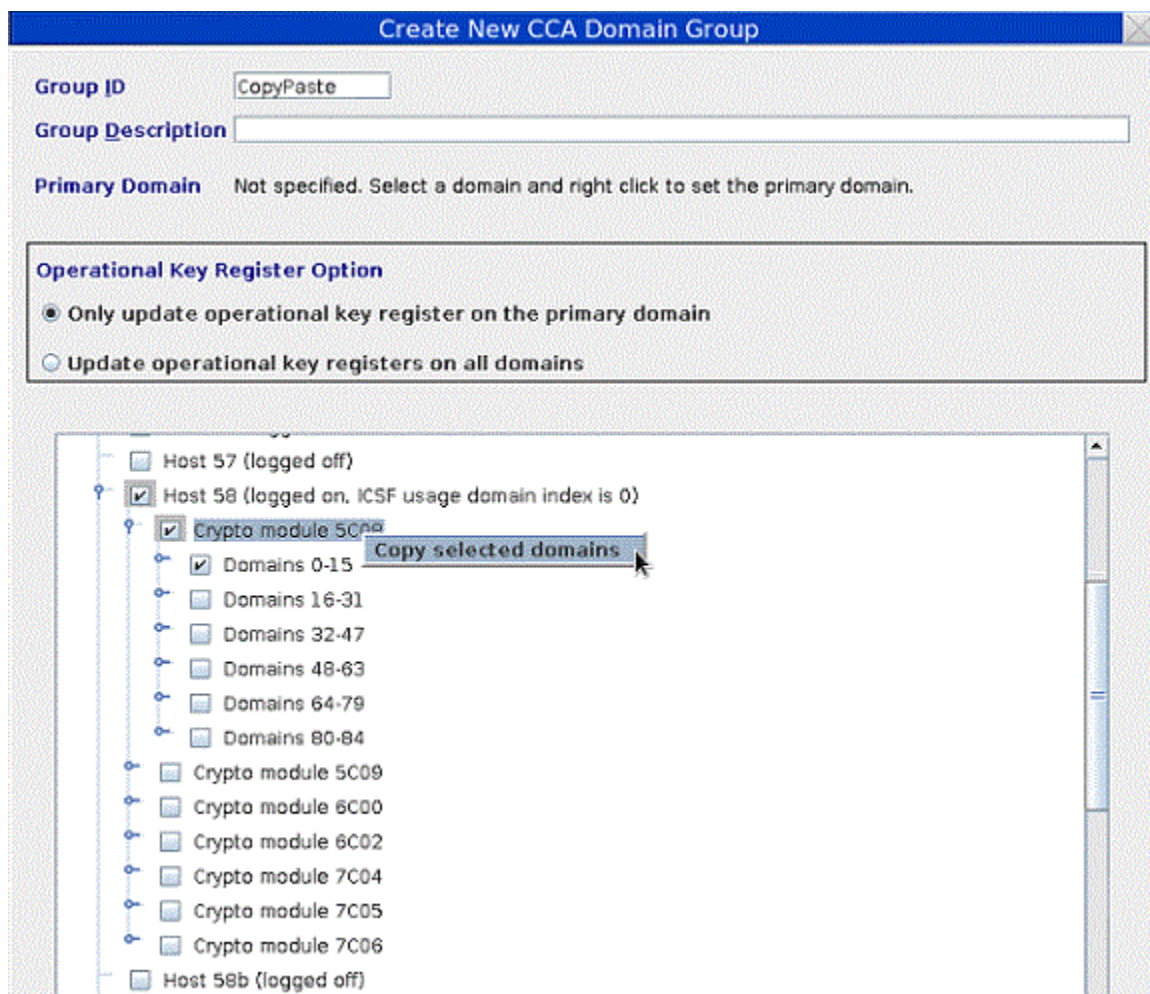 Create New CCA Domain Group
Group ID CopyPaste
Group Description
Primary Domain Not specified. Select a domain and right click to set the primary domain.
Operational Key Register Option
Only update operational key register on the primary domain
Update operational key registers on all domains
Host 57 (logged off)
Host 58 (logged on, ICSF usage domain index is 0)
Crypto module
Copy selected domains
Domains 0-15
Domains 16-31
Domains 32-47
Domains 48-63
Domains 64-79
Domains 80-84
Crypto module 5C09
Crypto module 6C00
Crypto module 6C02
Crypto module 7C04
Crypto module 7C05
Crypto module 7C06
Host 58b (logged off)